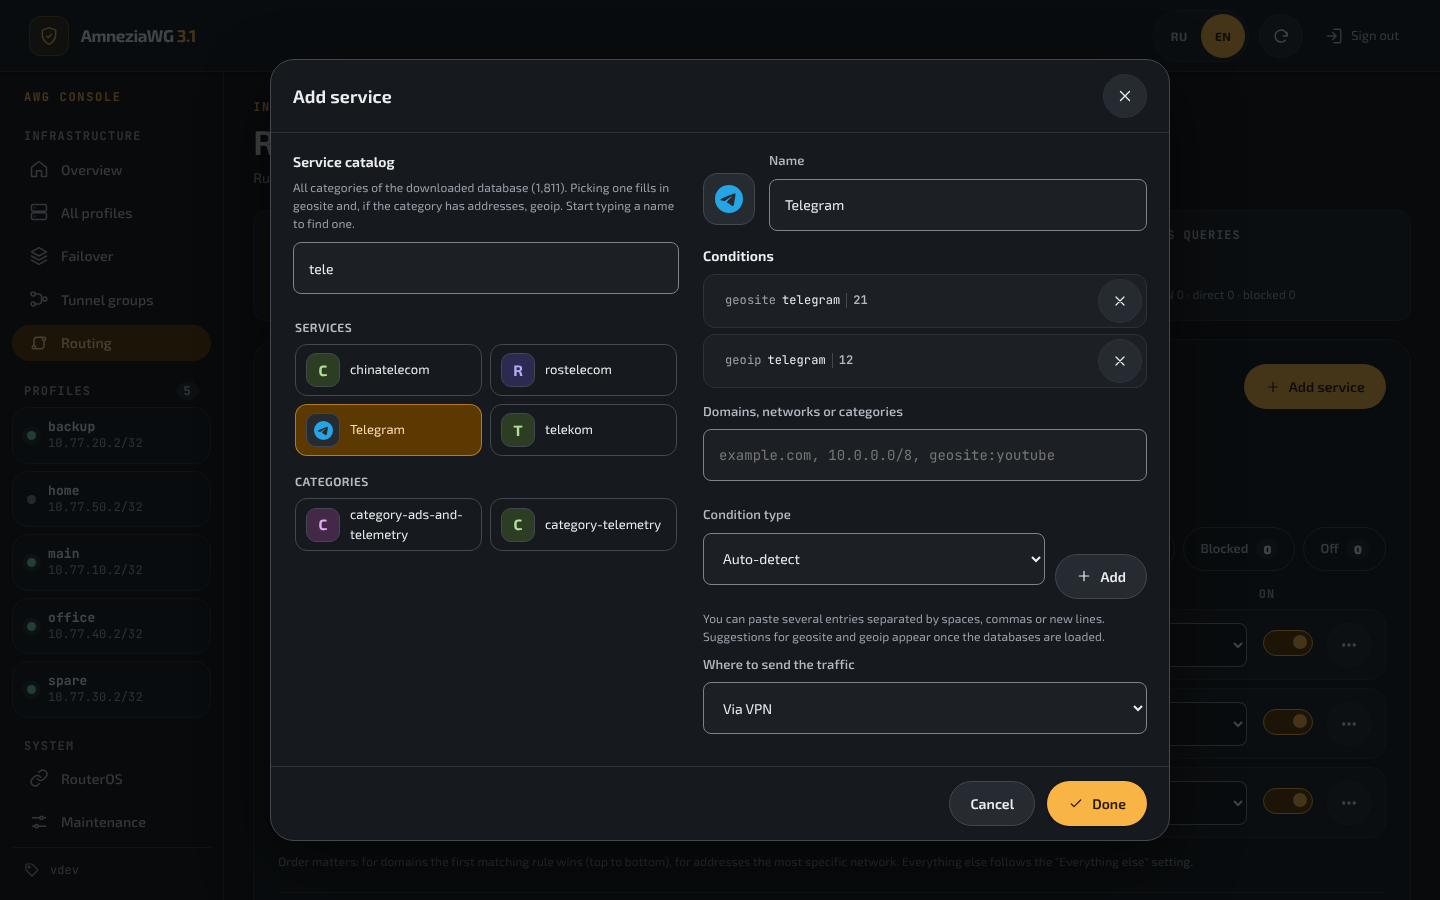 AmneziaWG 3.1
RU
EN
Sign out
AWG CONSOLE
INFRASTRUCTURE
Overview
All profiles
Failover
Tunnel groups
Routing
PROFILES
5
backup
10.77.20.2/32
home
10.77.50.2/32
main
10.77.10.2/32
office
10.77.40.2/32
spare
10.77.30.2/32
SYSTEM
RouterOS
Maintenance
vdev
Add service
Service catalog
All categories of the downloaded database (1,811). Picking one fills in
geosite and, if the category has addresses, geoip. Start typing a name
to find one.
tele
SERVICES
C chinatelecom
R rostelecom
Telegram
T telekom
CATEGORIES
C category-ads-and-
telemetry
C category-telemetry
Name
Telegram
Conditions
geosite telegram 21
geoip telegram 12
Domains, networks or categories
example.com, 10.0.0.0/8, geosite:youtube
Condition type
Auto-detect
Add
You can paste several entries separated by spaces, commas or new lines.
Suggestions for geosite and geoip appear once the databases are loaded.
Where to send the traffic
Via VPN
Cancel
Done
QUERIES
0 · direct 0 · blocked 0
Add service
Blocked 0
Off 0
ON
Order matters: for domains the first matching rule wins (top to bottom), for addresses the most specific network. Everything else follows the "Everything else" setting.